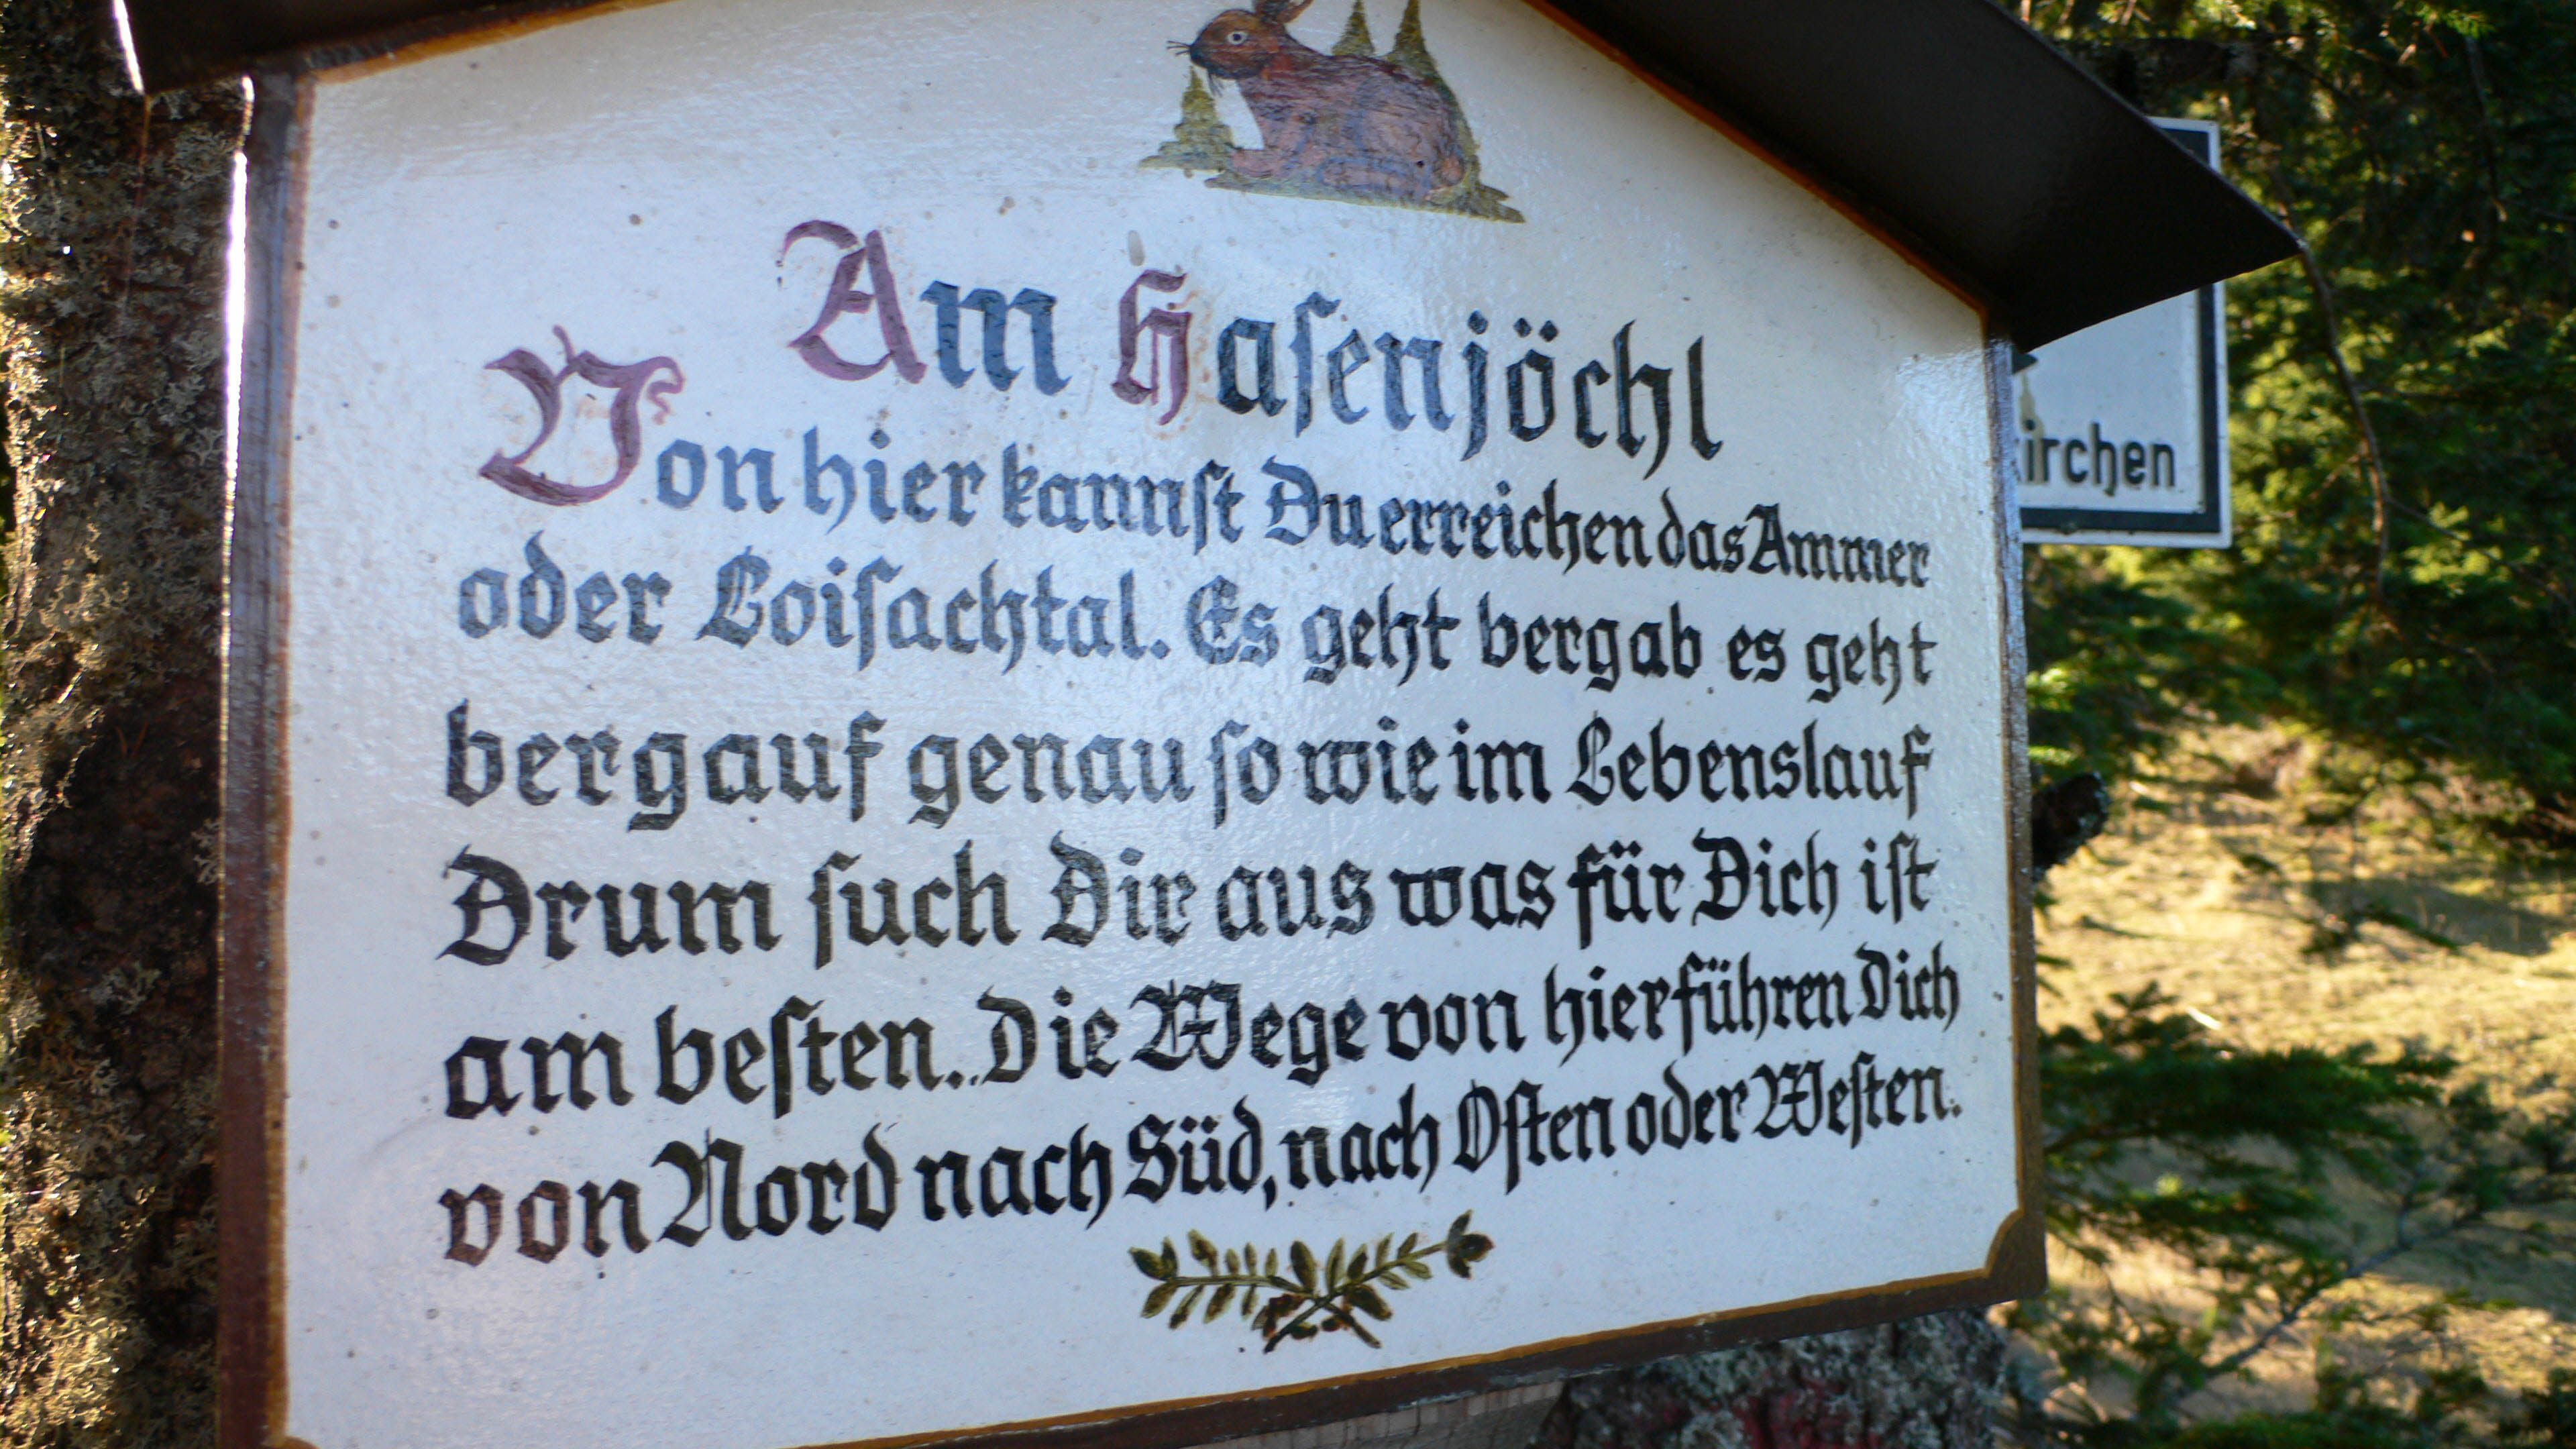 Am Hasenjöchl
Von hier kannst Du erreichen das Ammer
oder Loisachtal. Es geht bergab es geht
bergauf genau so wie im Lebenslauf
Drum such Dir aus was für Dich ist
am besten. Die Wege von hier führen Dich
von Nord nach Süd, nach Osten oder Westen.
irchen